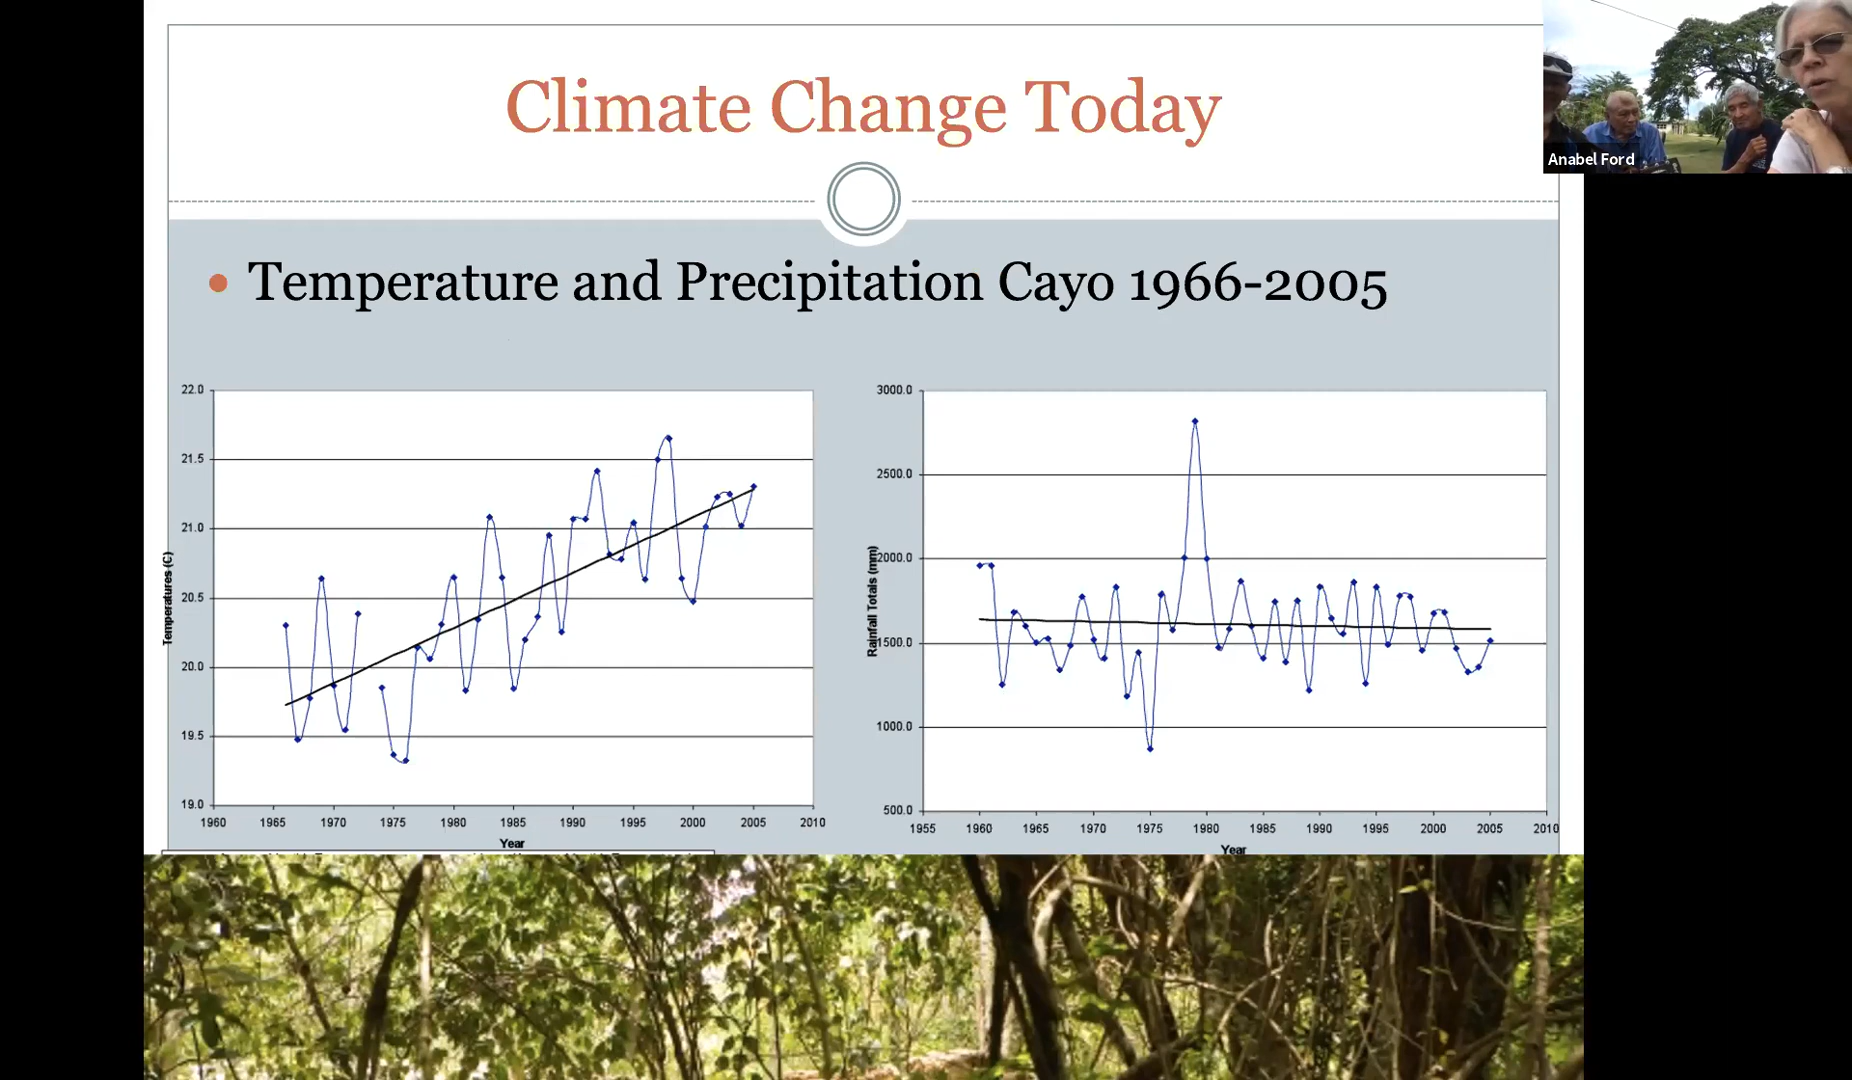 Climate Change Today
Anabel Ford
Temperature and Precipitation Cayo 1966-2005
22.0
21.5
21.0
20.5
20.0
19.5
19.0
Temperatures (C)
1960 1965 1970 1975 1980 1985 1990 1995 2000 2005 2010
Year
3000.0
2500.0
2000.0
1500.0
1000.0
500.0
Rainfall Totals (mm)
1955 1960 1965 1970 1975 1980 1985 1990 1995 2000 2005 2010
Year